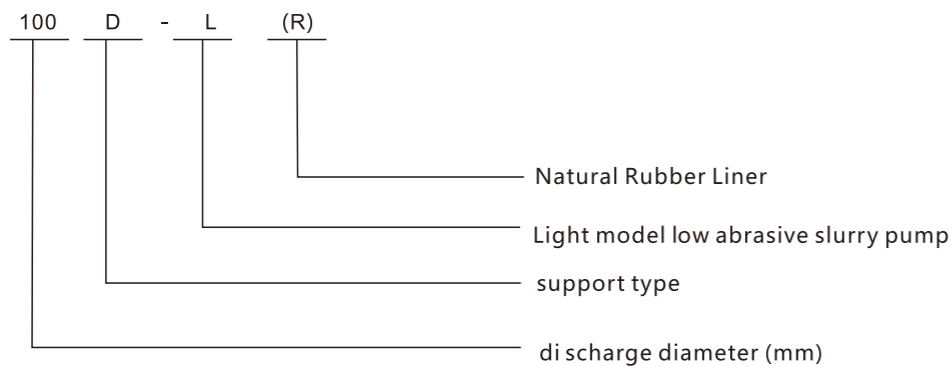 100 D - L (R)
Natural Rubber Liner
Light model low abrasive slurry pump
support type
di scharge diameter (mm)